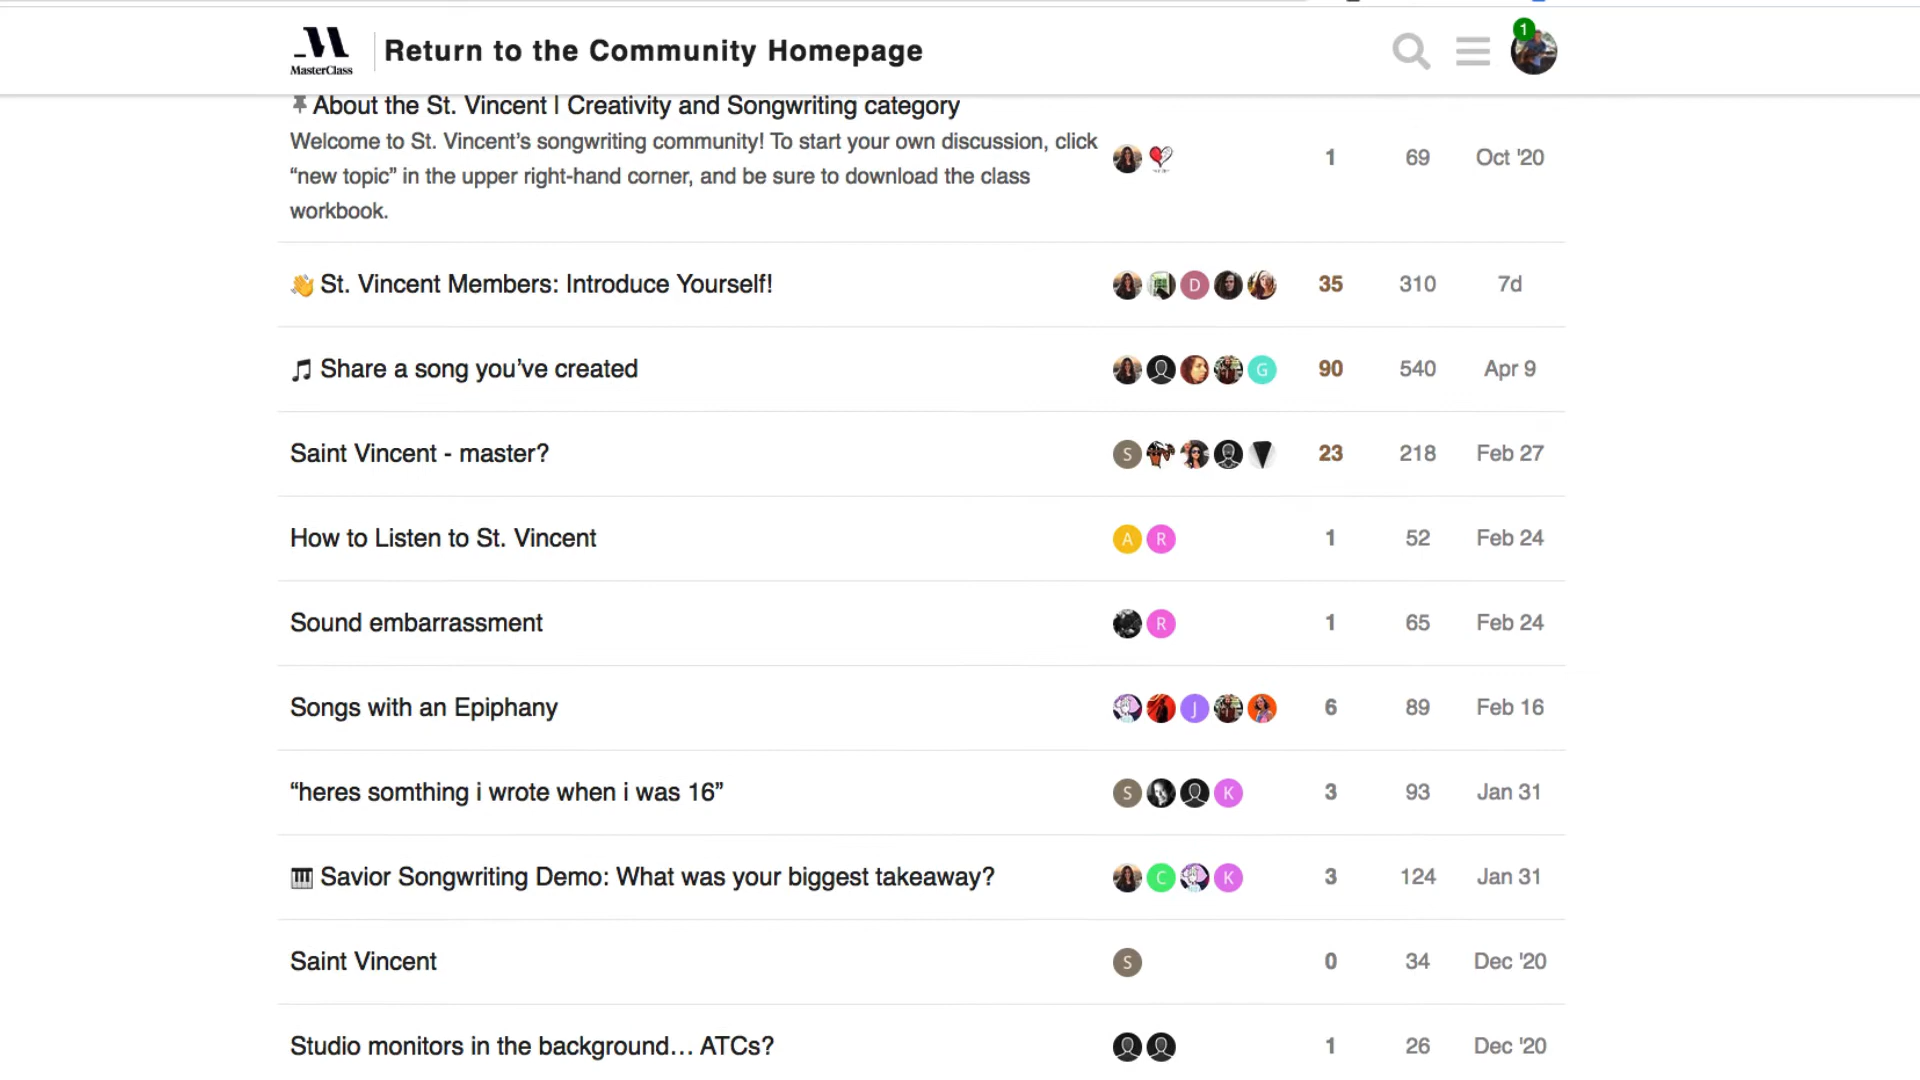 1
MasterClass
Return to the Community Homepage
About the St. Vincent | Creativity and Songwriting category
Welcome to St. Vincent’s songwriting community! To start your own discussion, click
“new topic” in the upper right-hand corner, and be sure to download the class
workbook.
1 69 Oct '20
👋 St. Vincent Members: Introduce Yourself! D 35 310 7d
🎵 Share a song you’ve created G 90 540 Apr 9
Saint Vincent - master? S 23 218 Feb 27
How to Listen to St. Vincent A R 1 52 Feb 24
Sound embarrassment R 1 65 Feb 24
Songs with an Epiphany J 6 89 Feb 16
“heres somthing i wrote when i was 16” S K 3 93 Jan 31
🎹 Savior Songwriting Demo: What was your biggest takeaway? C K 3 124 Jan 31
Saint Vincent S 0 34 Dec '20
Studio monitors in the background… ATCs? 1 26 Dec '20